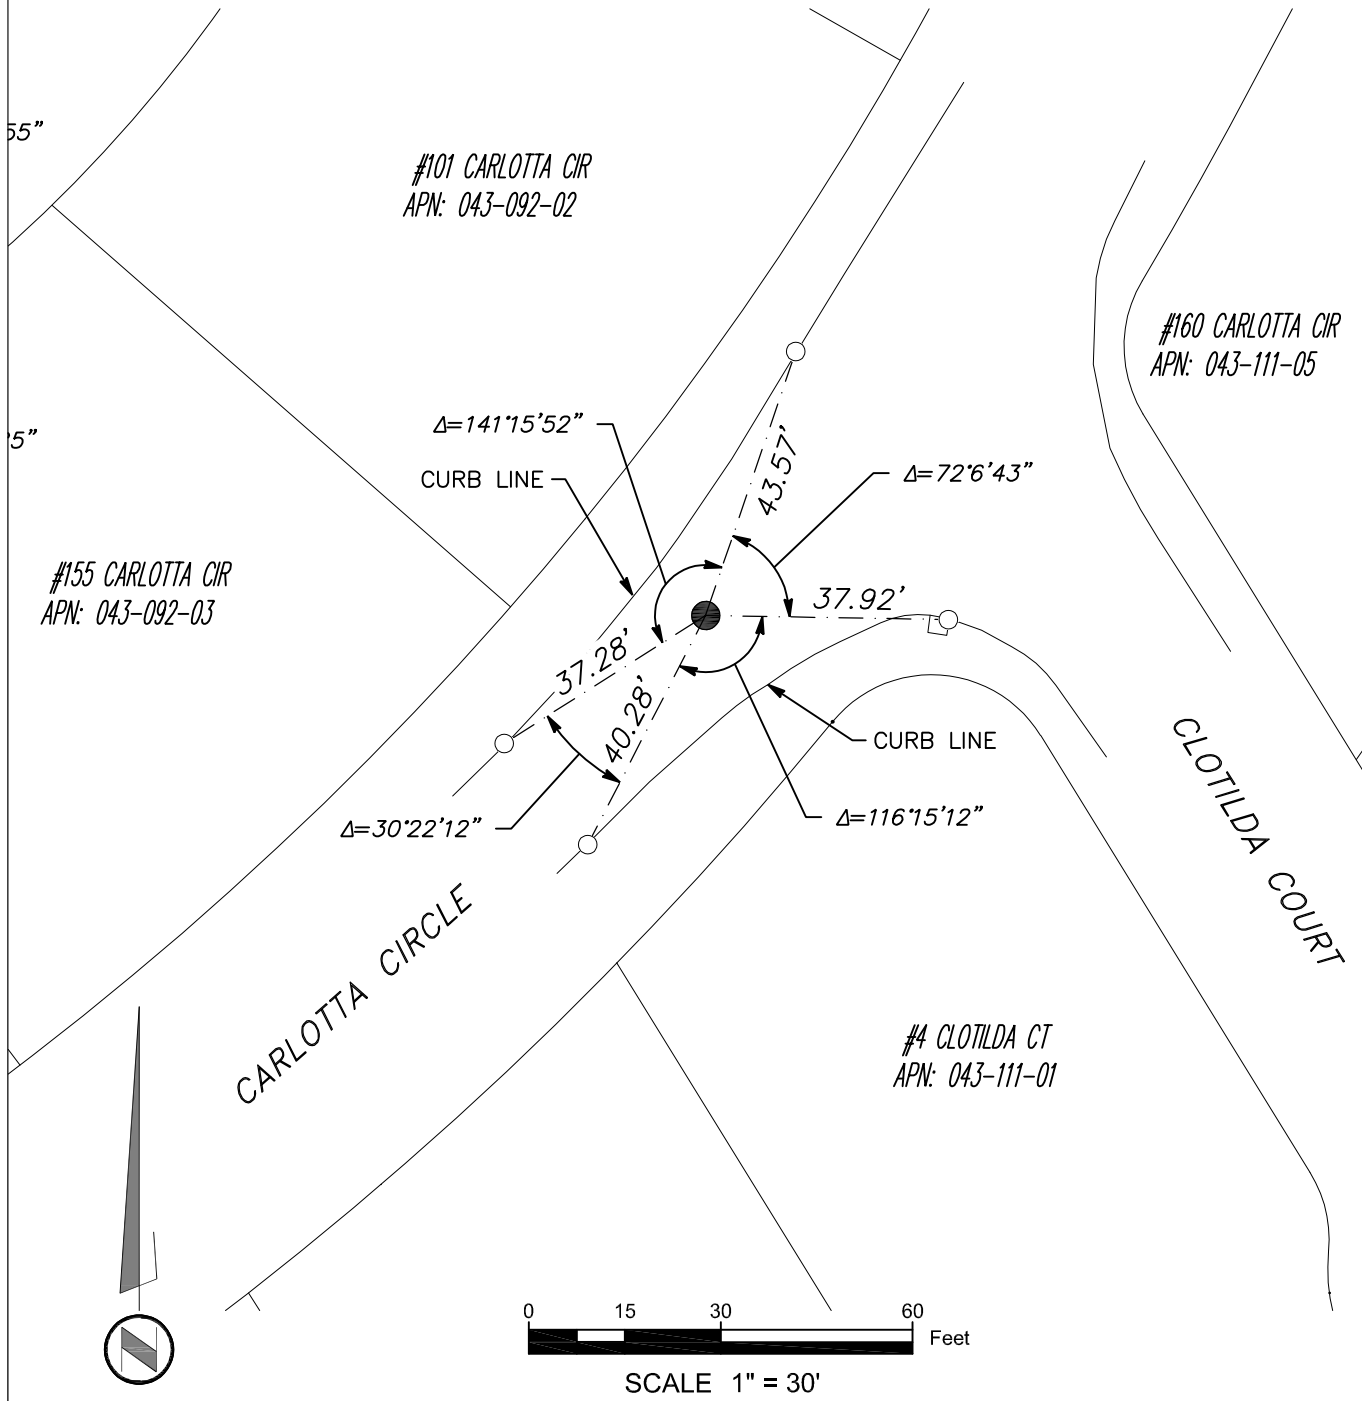 55"
#101 CARLOTTA CIR
APN: 043-092-02
#160 CARLOTTA CIR
APN: 043-111-05
Δ=141°15'52"
5"
CURB LINE
43.57'
Δ=72°6'43"
#155 CARLOTTA CIR
APN: 043-092-03
37.92'
37.28'
40.28'
CURB LINE
Δ=30°22'12"
Δ=116°15'12"
CLOTILDA COURT
CARLOTTA CIRCLE
#4 CLOTILDA CT
APN: 043-111-01
N
0 15 30 60
Feet
SCALE 1" = 30'